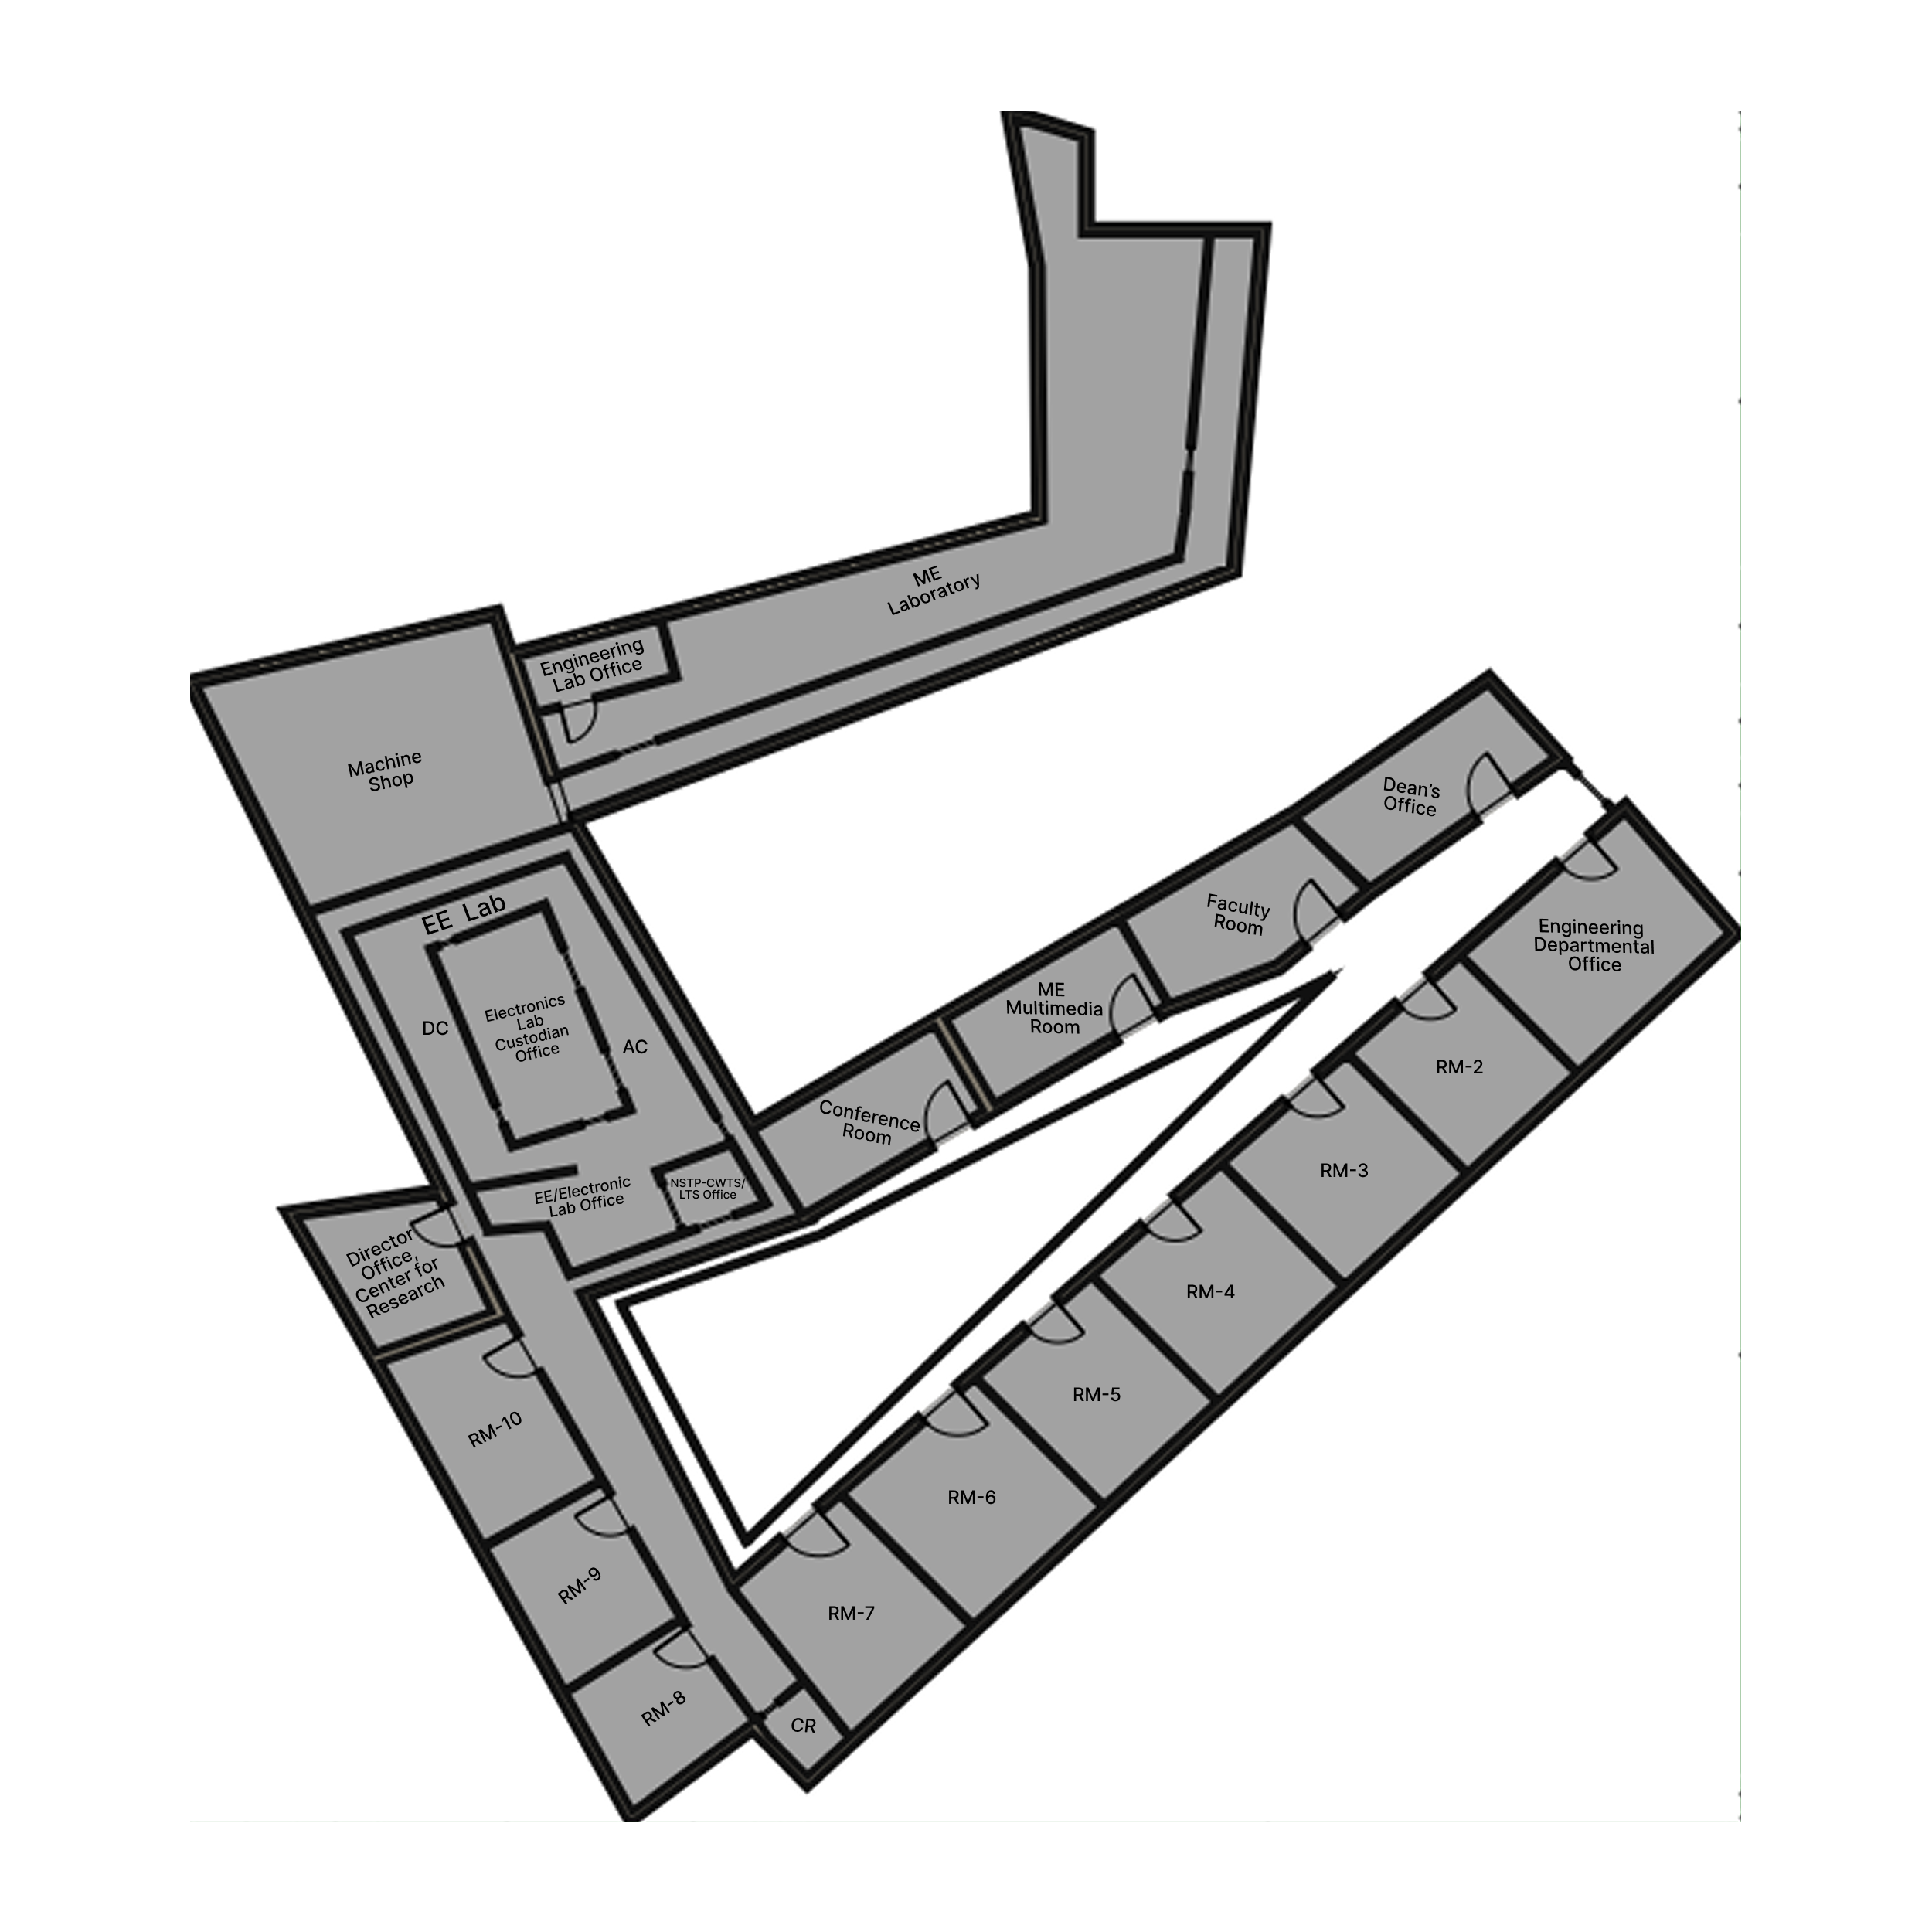 ME
Laboratory
Engineering
Lab Office
Machine
Shop
Dean's
Office
Faculty
Room
Engineering
Departmental
Office
EE Lab
ME
Multimedia
Room
Electronics
Lab
Custodian
Office
DC
AC
RM-2
Conference
Room
RM-3
NSTP-CWTS/
LTS Office
EE/Electronic
Lab Office
Director
Office,
Center for
Research
RM-4
RM-5
RM-10
RM-6
RM-9
RM-7
RM-8
CR